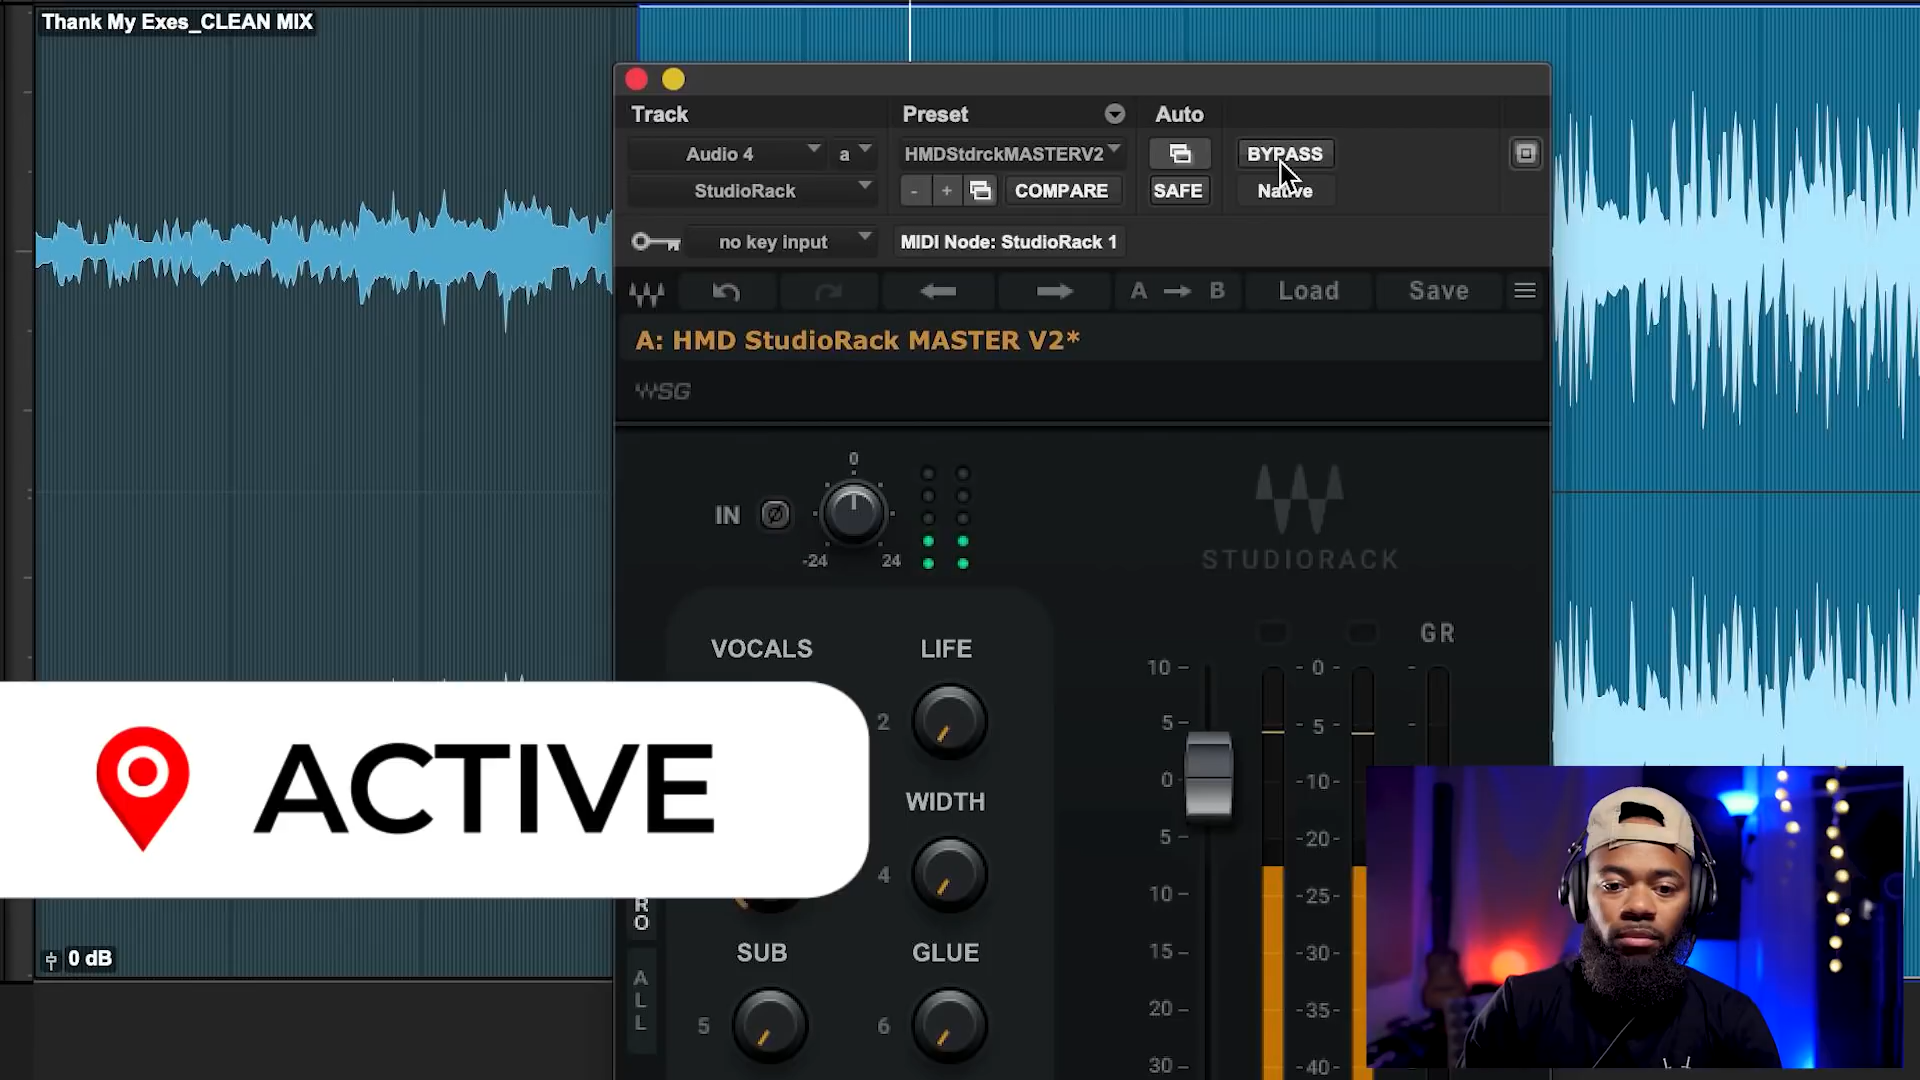 Thank My Exes_CLEAN MIX
Track
Preset
Auto
Audio 4
a
HMDStdrckMASTERV2
BYPASS
StudioRack
-
+
COMPARE
SAFE
Native
no key input
MIDI Node: StudioRack 1
A
B
Load
Save
A: HMD StudioRack MASTER V2*
WSG
0
IN
-24
24
STUDIORACK
VOCALS
LIFE
2
WIDTH
4
SUB
GLUE
5
6
RO
ALL
GR
10
5
0
5
10
15
20
30
-0-
-5-
-10-
-20-
-25-
-30-
-35-
-40-
ACTIVE
0 dB